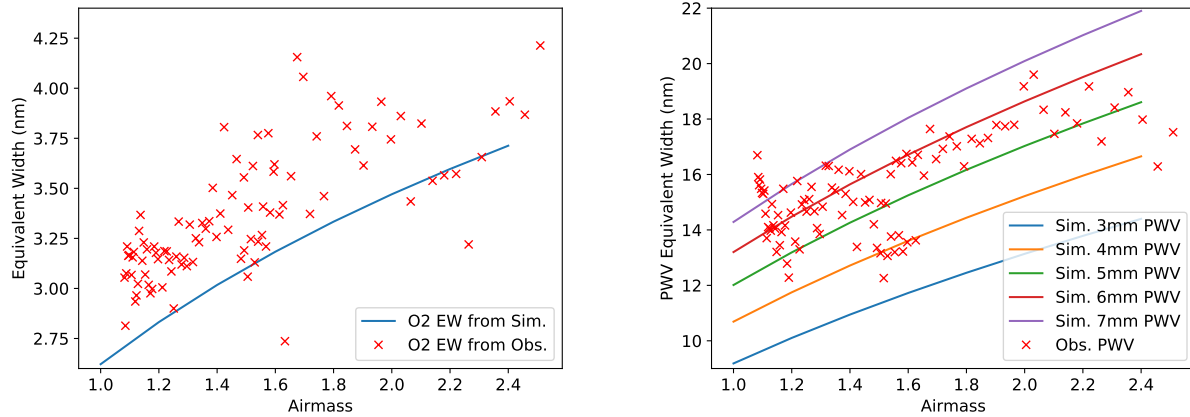 4.25
4.00
3.75
3.50
3.25
3.00
2.75
Equivalent Width (nm)
1.0 1.2 1.4 1.6 1.8 2.0 2.2 2.4
Airmass
O2 EW from Sim.
O2 EW from Obs.
22
20
18
16
14
12
10
PWV Equivalent Width (nm)
1.0 1.2 1.4 1.6 1.8 2.0 2.2 2.4
Airmass
Sim. 3mm PWV
Sim. 4mm PWV
Sim. 5mm PWV
Sim. 6mm PWV
Sim. 7mm PWV
Obs. PWV